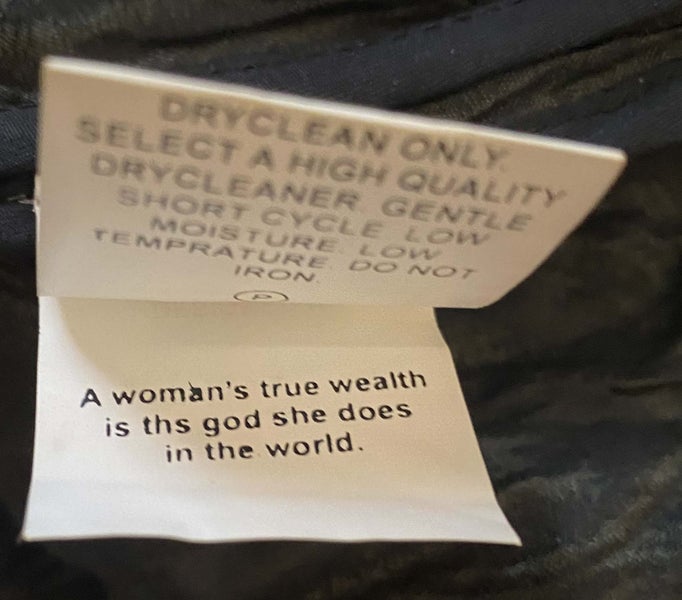 DRYCLEAN ONLY.
SELECT A HIGH QUALITY
DRYCLEANER. GENTLE
SHORT CYCLE. LOW
MOISTURE. LOW
TEMPRATURE. DO NOT
IRON.
P
A woman's true wealth
is ths god she does
in the world.